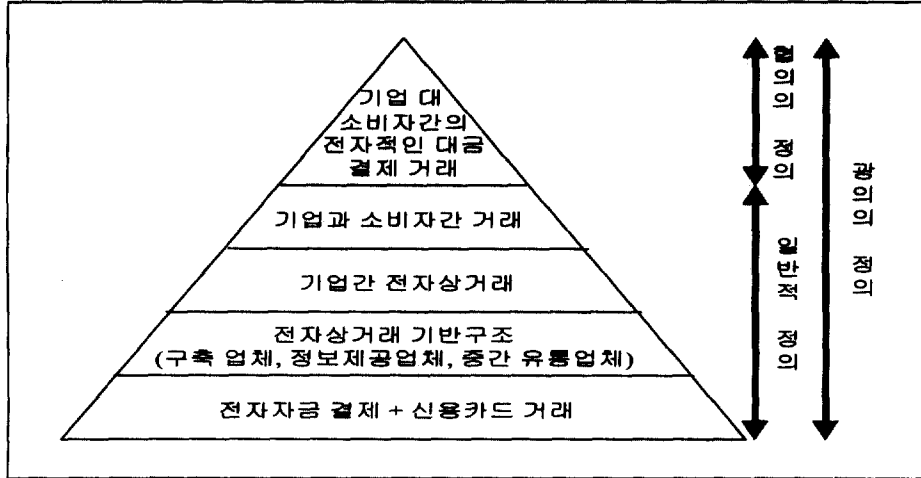 기업 대
소비자간의
전자적인 대금
결제 거래
기업과 소비자간 거래
기업간 전자상거래
전자상거래 기반구조
(구축 업체, 정보제공업체, 중간 유통업체)
전자자금 결제 + 신용카드 거래
협의의 정의
일반적 정의
광의의 정의